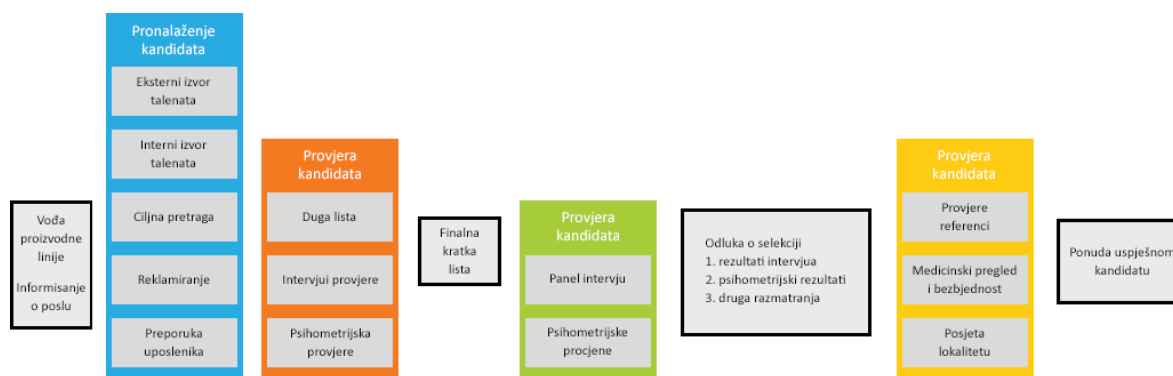 Vođa
proizvodne
linije
Informisanje
o poslu
Pronalaženje
kandidata
Eksterni izvor
talenata
Interni izvor
talenata
Ciljna pretraga
Reklamiranje
Preporuka
uposlenika
Provjera
kandidata
Duga lista
Intervjui provjere
Psihometrijska
provjere
Finalna
kratka
lista
Provjera
kandidata
Panel intervju
Psihometrijske
procjene
Odluka o selekciji
1. rezultati intervjua
2. psihometrijski rezultati
3. druga razmatranja
Provjera
kandidata
Provjere
referenci
Medicinski pregled
i bezbjednost
Posjeta
lokalitetu
Ponuda uspješnom
kandidatu